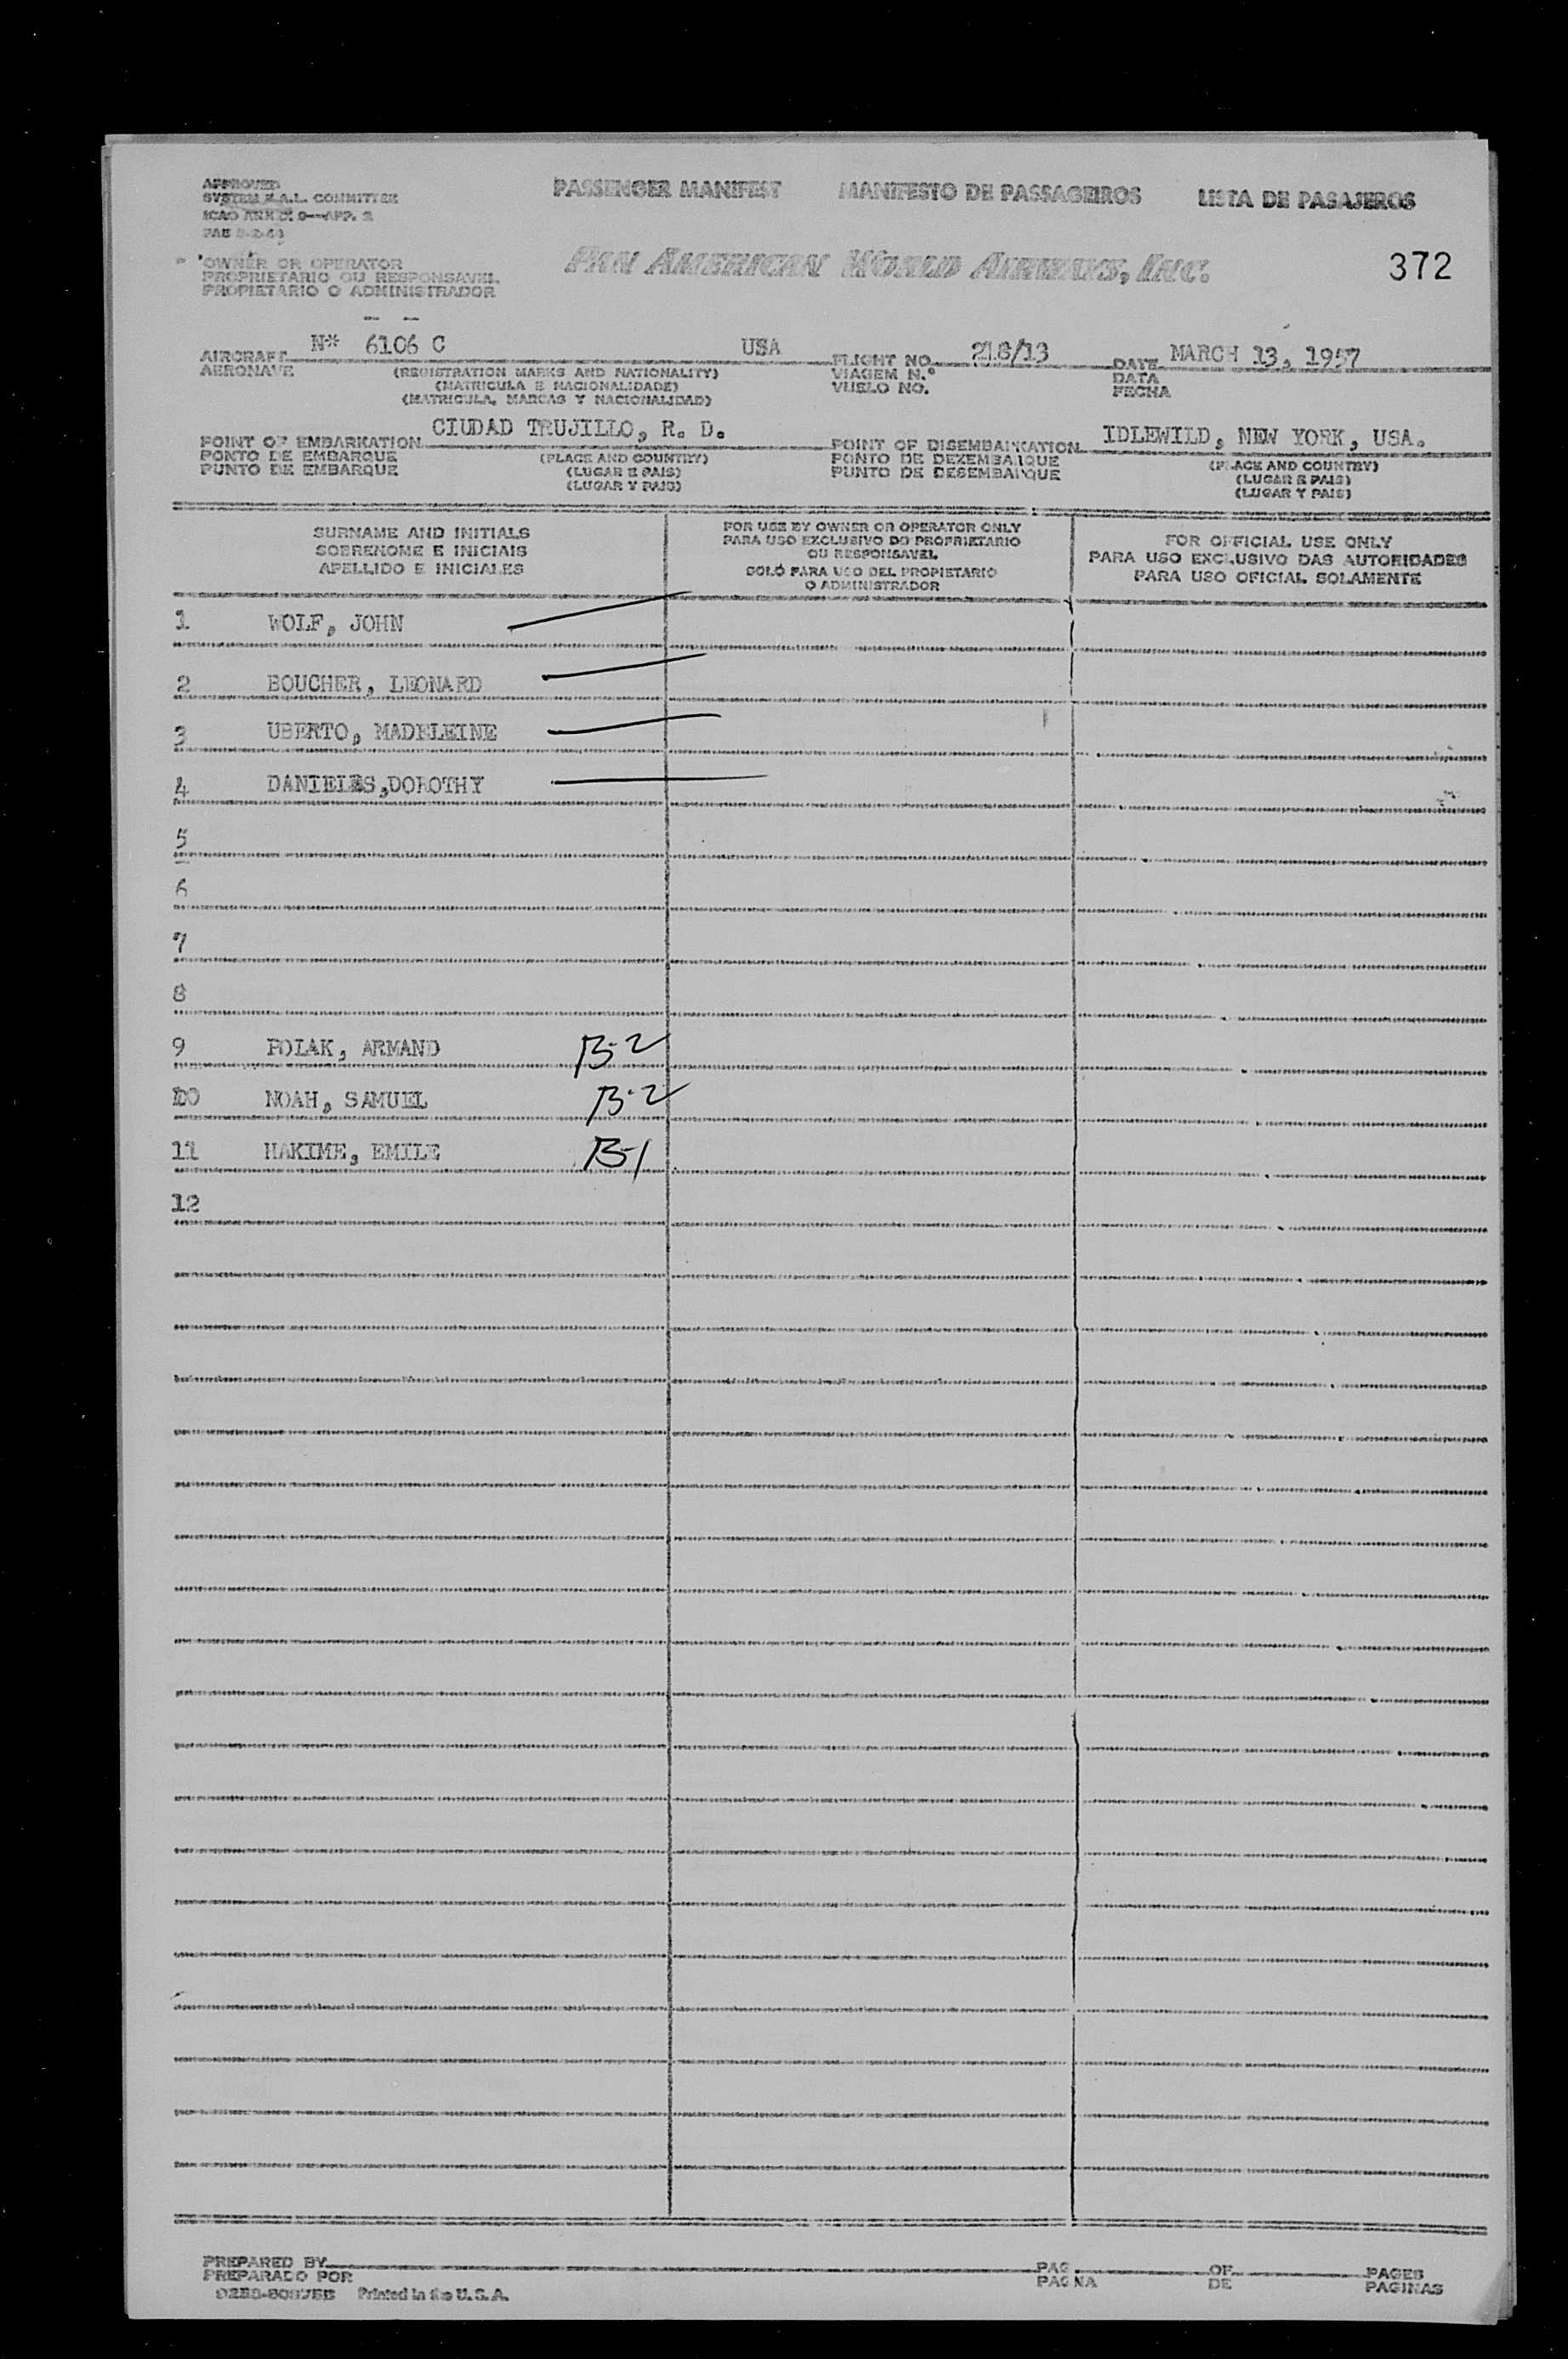 APPROVED
SYSTEM F.A.L. COMMITTEE
ICAO ANNEX 9—APP. 2
PASSENGER MANIFEST MANIFESTO DE PASSAGEIROS LISTA DE PASAJEROS
OWNER OR OPERATOR
PROPRIETARIO OU RESPONSAVEL
PROPIETARIO O ADMINISTRADOR
PAN AMERICAN WORLD AIRWAYS, INC.
372
AIRCRAFT N* 6106 C USA FLIGHT NO. 218/13 DATE MARCH 13, 1957
AERONAVE (REGISTRATION MARKS AND NATIONALITY) VIAGEM N.º DATA
(MATRICULA E NACIONALIDADE) VUELO NO. FECHA
(MATRICULA, MARCAS Y NACIONALIDAD)
POINT OF EMBARKATION CIUDAD TRUJILLO, R. D. POINT OF DISEMBARKATION IDLEWILD, NEW YORK, USA.
PONTO DE EMBARQUE (PLACE AND COUNTRY) PONTO DE DEZEMBARQUE (PLACE AND COUNTRY)
PUNTO DE EMBARQUE (LUGAR E PAIS) PUNTO DE DESEMBARQUE (LUGAR E PAIS)
(LUGAR Y PAIS) (LUGAR Y PAIS)
SURNAME AND INITIALS
SOBRENOME E INICIAIS
APELLIDO E INICIALES
FOR USE BY OWNER OR OPERATOR ONLY
PARA USO EXCLUSIVO DO PROPRIETARIO
OU RESPONSAVEL
SOLO PARA USO DEL PROPIETARIO
O ADMINISTRADOR
FOR OFFICIAL USE ONLY
PARA USO EXCLUSIVO DAS AUTORIDADES
PARA USO OFICIAL SOLAMENTE
1 WOLF, JOHN
2 BOUCHER, LEONARD
3 UBERTO, MADELEINE
4 DANIELES,DOROTHY
5
6
7
8
9 POLAK, ARMAND B-2
10 NOAH, SAMUEL B-2
11 HAKIME, EMILE B-1
12
PREPARED BY PAG. OF PAGES
PREPARADO POR PAGINA DE PAGINAS
Printed in the U. S. A.